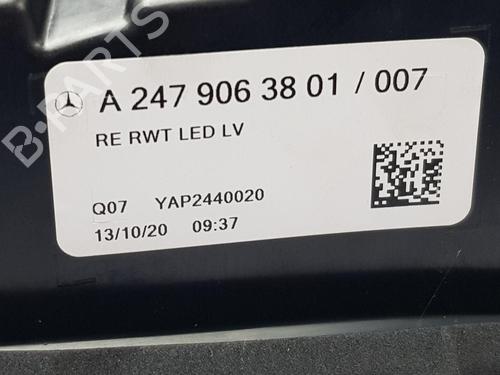 A 247 906 38 01 / 007
RE RWT LED LV
Q07 YAP2440020
13/10/20 09:37
B-PARTS